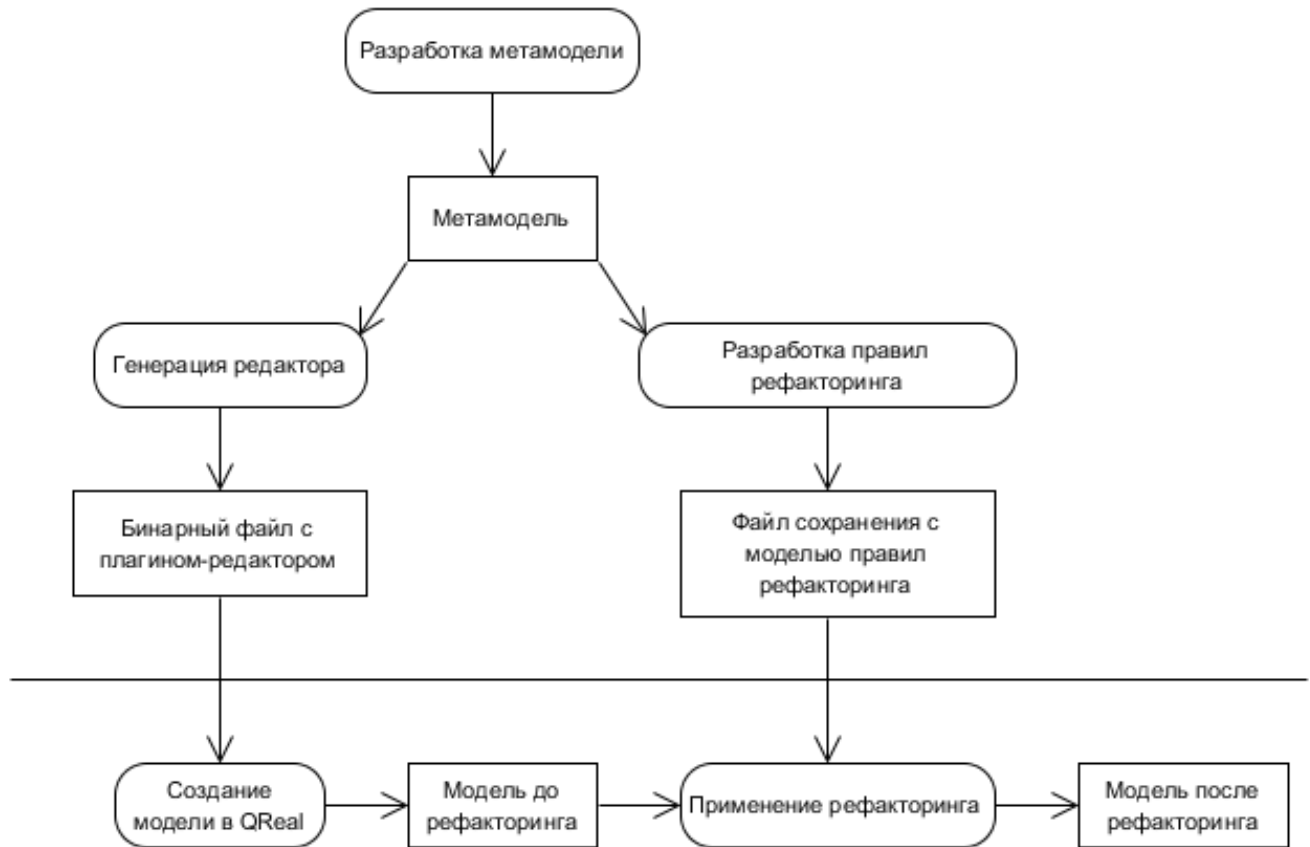 Разработка метамодели
Метамодель
Генерация редактора
Разработка правил
рефакторинга
Бинарный файл с
плагином-редактором
Файл сохранения с
моделью правил
рефакторинга
Создание
модели в QReal
Модель до
рефакторинга
Применение рефакторинга
Модель после
рефакторинга